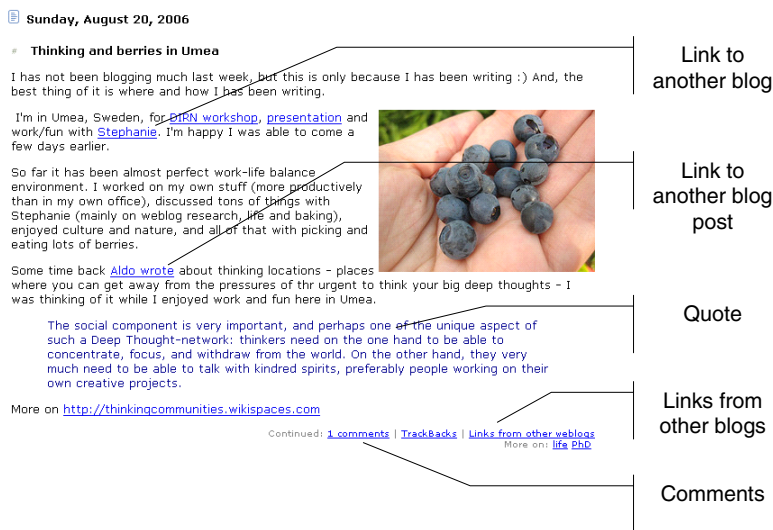 Sunday, August 20, 2006
# Thinking and berries in Umea
I has not been blogging much last week, but this is only because I has been writing :) And, the
best thing of it is where and how I has been writing.
I'm in Umea, Sweden, for DIRN workshop, presentation and
work/fun with Stephanie. I'm happy I was able to come a
few days earlier.
So far it has been almost perfect work-life balance
environment. I worked on my own stuff (more productively
than in my own office), discussed tons of things with
Stephanie (mainly on weblog research, life and baking),
enjoyed culture and nature, and all of that with picking and
eating lots of berries.
Some time back Aldo wrote about thinking locations - places
where you can get away from the pressures of thr urgent to think your big deep thoughts - I
was thinking of it while I enjoyed work and fun here in Umea.
The social component is very important, and perhaps one of the unique aspect of
such a Deep Thought-network: thinkers need on the one hand to be able to
concentrate, focus, and withdraw from the world. On the other hand, they very
much need to be able to talk with kindred spirits, preferably people working on their
own creative projects.
More on http://thinkingcommunities.wikispaces.com
Continued: 1 comments | TrackBacks | Links from other weblogs
More on: life PhD
Link to
another blog
Link to
another blog
post
Quote
Links from
other blogs
Comments